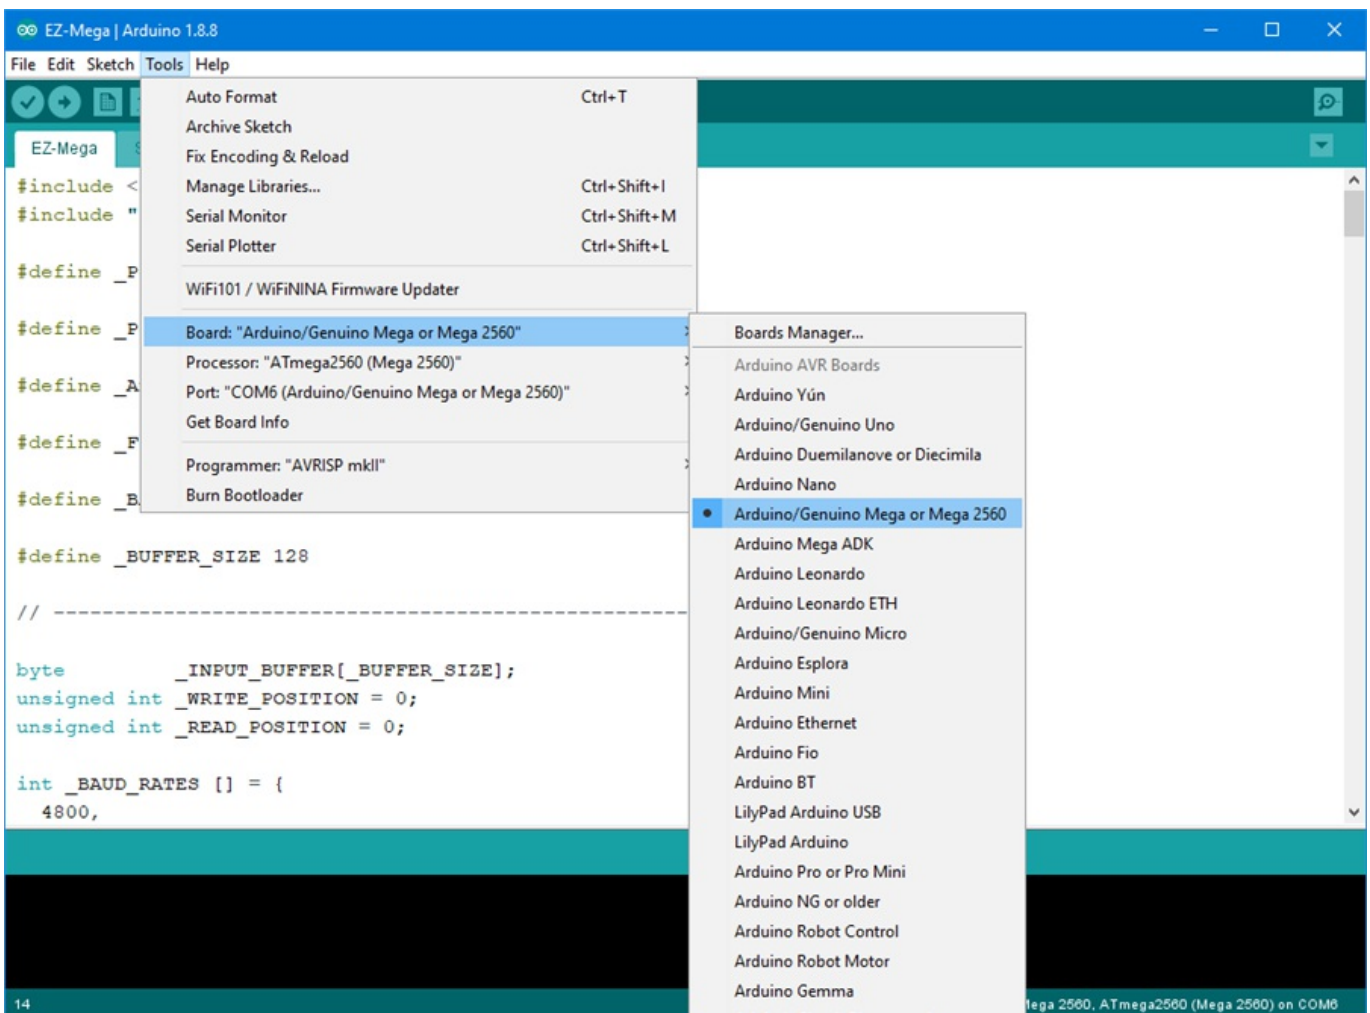 EZ-Mega | Arduino 1.8.8
File Edit Sketch Tools Help
Auto Format Ctrl+T
Archive Sketch
Fix Encoding & Reload
Manage Libraries... Ctrl+Shift+I
Serial Monitor Ctrl+Shift+M
Serial Plotter Ctrl+Shift+L
WiFi101 / WiFiNINA Firmware Updater
Board: "Arduino/Genuino Mega or Mega 2560"
Processor: "ATmega2560 (Mega 2560)"
Port: "COM6 (Arduino/Genuino Mega or Mega 2560)"
Get Board Info
Programmer: "AVRISP mkII"
Burn Bootloader
Boards Manager...
Arduino AVR Boards
Arduino Yún
Arduino/Genuino Uno
Arduino Duemilanove or Diecimila
Arduino Nano
Arduino/Genuino Mega or Mega 2560
Arduino Mega ADK
Arduino Leonardo
Arduino Leonardo ETH
Arduino/Genuino Micro
Arduino Esplora
Arduino Mini
Arduino Ethernet
Arduino Fio
Arduino BT
LilyPad Arduino USB
LilyPad Arduino
Arduino Pro or Pro Mini
Arduino NG or older
Arduino Robot Control
Arduino Robot Motor
Arduino Gemma
EZ-Mega
#include <
#include "
#define _P
#define _P
#define _A
#define _F
#define _B
#define _BUFFER_SIZE 128
// ----------------------------------------------------
byte _INPUT_BUFFER[_BUFFER_SIZE];
unsigned int _WRITE_POSITION = 0;
unsigned int _READ_POSITION = 0;
int _BAUD_RATES [] = {
4800,
14
2560, ATmega2560 (Mega 2560) on COM6